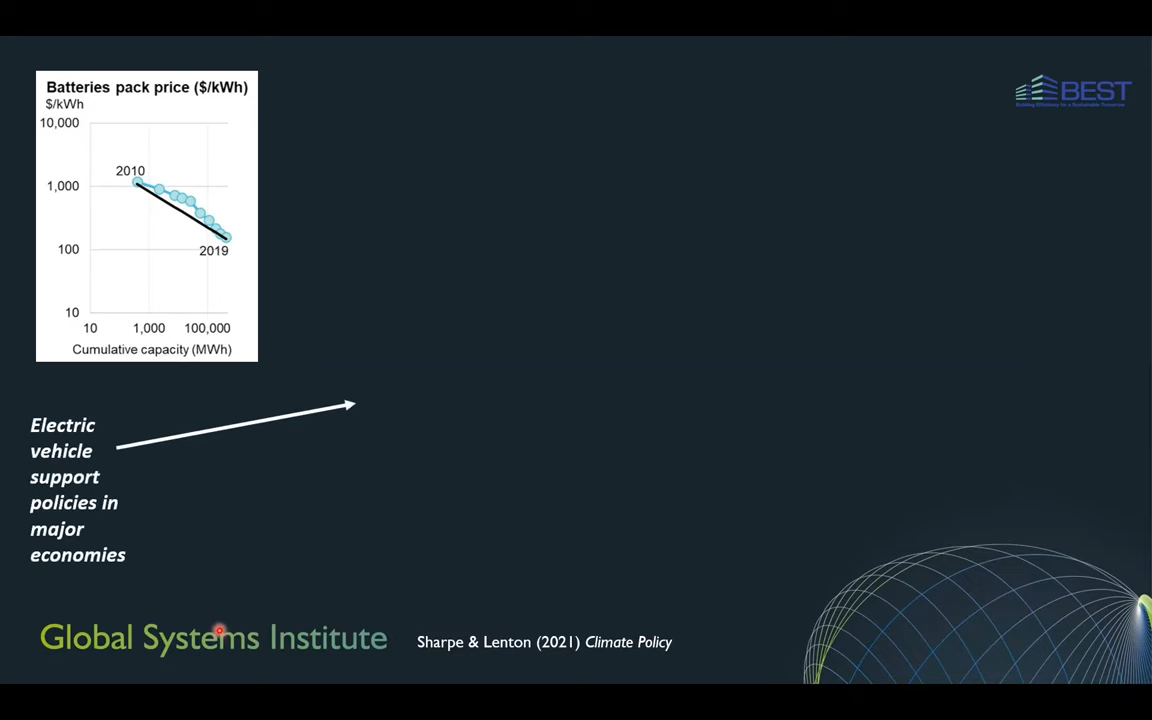 Batteries pack price ($/kWh)
$/kWh
10,000
2010
1,000
100
2019
10
10 1,000 100,000
Cumulative capacity (MWh)
BEST
Building Efficiency for a Sustainable Tomorrow
Electric
vehicle
support
policies in
major
economies
Global Systems Institute
Sharpe & Lenton (2021) Climate Policy